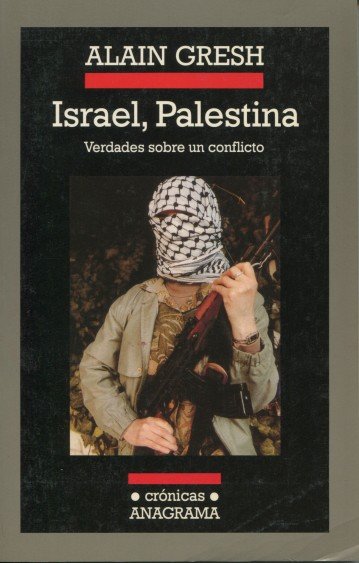 ALAIN GRESH
Israel, Palestina
Verdades sobre un conflicto
• crónicas •
ANAGRAMA